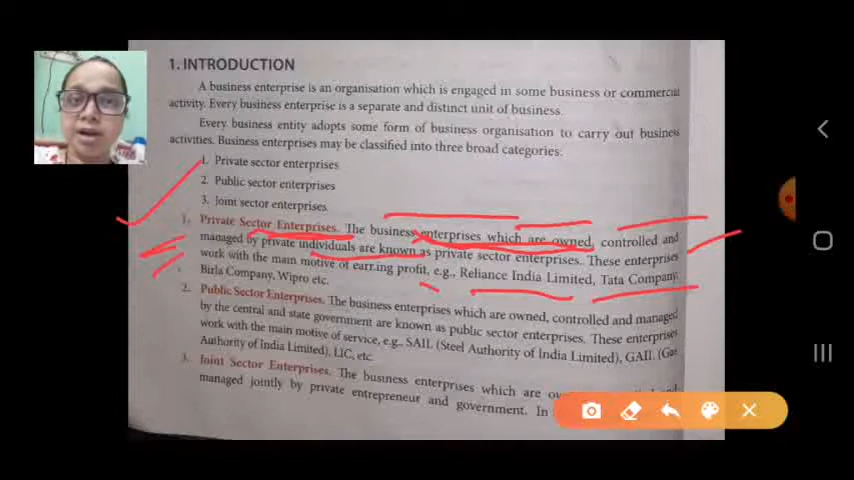 1. INTRODUCTION
A business enterprise is an organisation which is engaged in some business or commercial
activity. Every business enterprise is a separate and distinct unit of business.
Every business entity adopts some form of business organisation to carry out business
activities. Business enterprises may be classified into three broad categories:
1. Private sector enterprises
2. Public sector enterprises
3. Joint sector enterprises
1. Private Sector Enterprises. The business enterprises which are owned, controlled and
managed by private individuals are known as private sector enterprises. These enterprises
work with the main motive of earning profit, e.g., Reliance India Limited, Tata Company,
Birla Company, Wipro etc.
2. Public Sector Enterprises. The business enterprises which are owned, controlled and managed
by the central and state government are known as public sector enterprises. These enterprises
work with the main motive of service, e.g., SAIL (Steel Authority of India Limited), GAIL (Gas
Authority of India Limited), LIC, etc.
3. Joint Sector Enterprises. The business enterprises which are
managed jointly by private entrepreneur and government. In